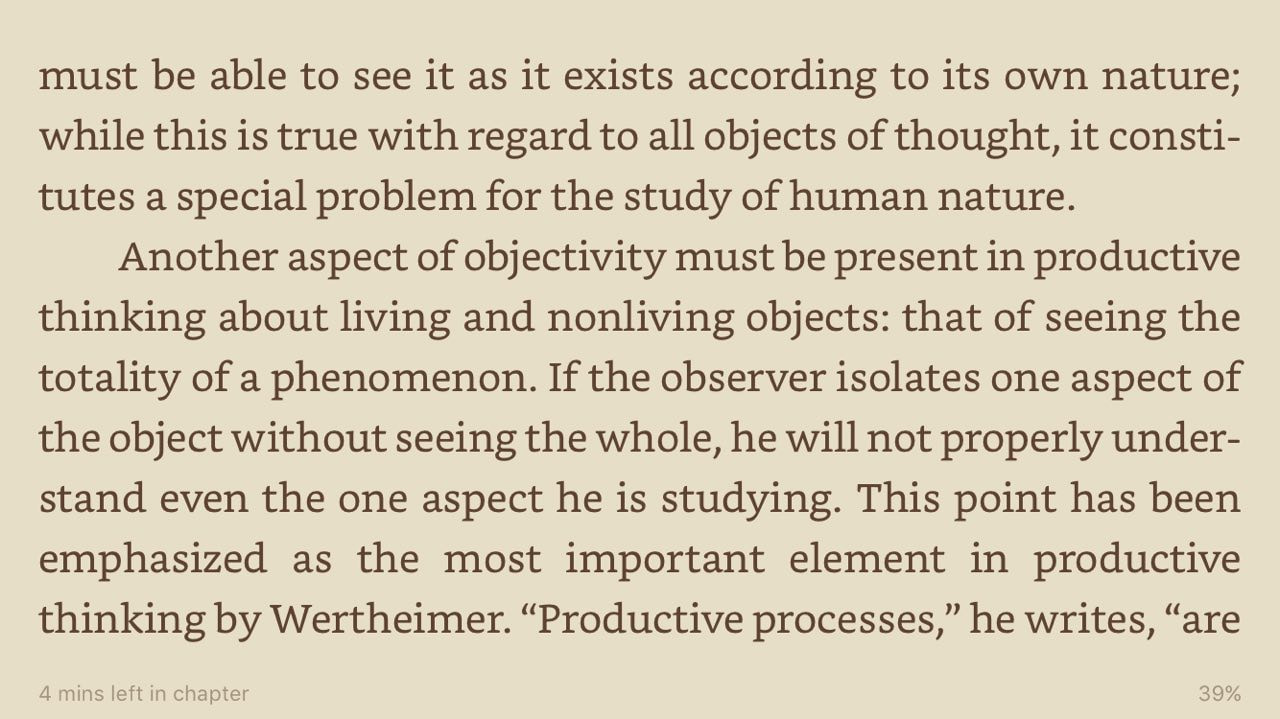 must be able to see it as it exists according to its own nature;
while this is true with regard to all objects of thought, it consti-
tutes a special problem for the study of human nature.
Another aspect of objectivity must be present in productive
thinking about living and nonliving objects: that of seeing the
totality of a phenomenon. If the observer isolates one aspect of
the object without seeing the whole, he will not properly under-
stand even the one aspect he is studying. This point has been
emphasized as the most important element in productive
thinking by Wertheimer. “Productive processes,” he writes, “are
4 mins left in chapter
39%